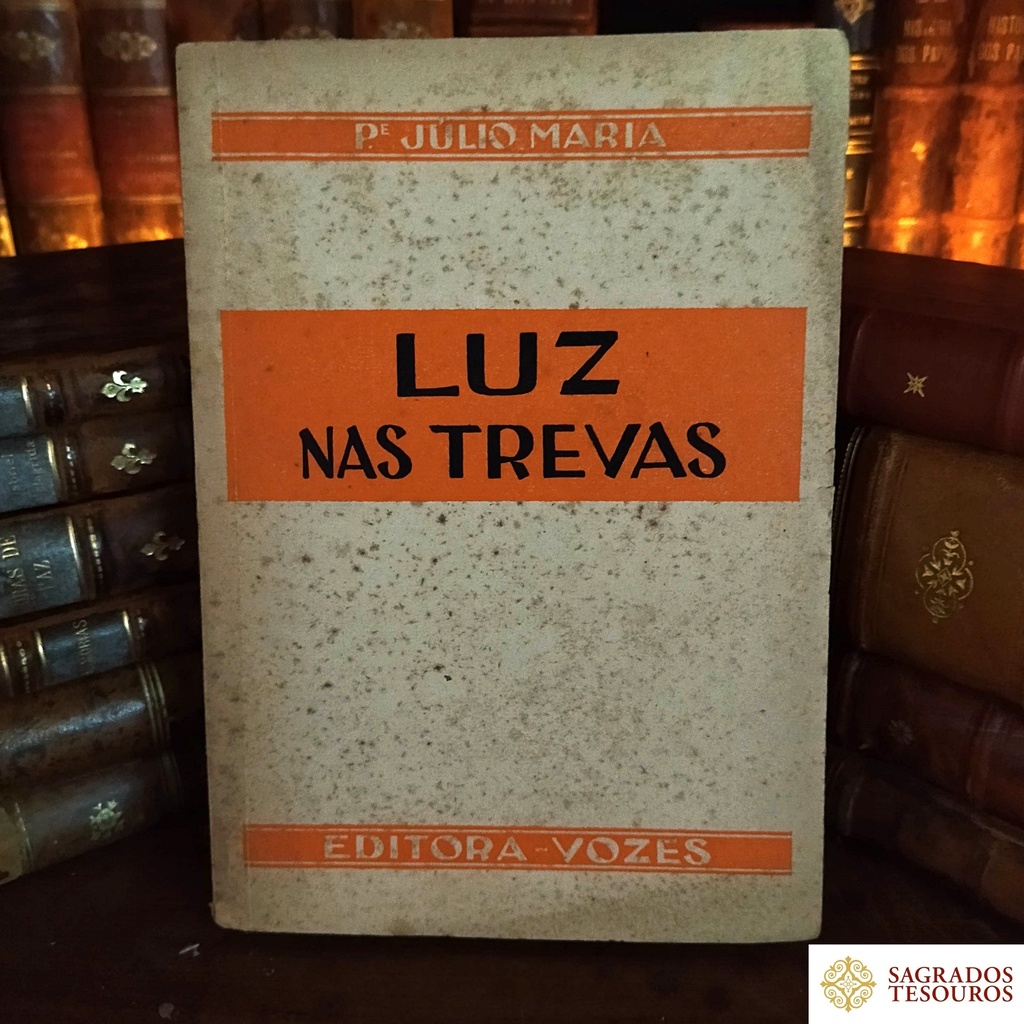 Pᴱ JÚLIO MARIA
LUZ
NAS TREVAS
EDITORA-VOZES
SAGRADOS
TESOUROS